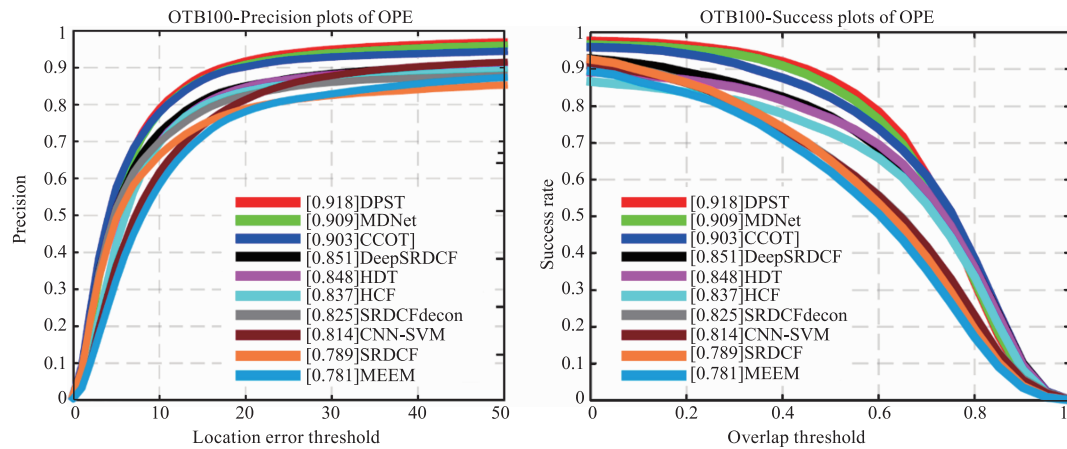 OTB100-Precision plots of OPE
1
0.9
0.8
0.7
0.6
0.5
0.4
0.3
0.2
0.1
0
Precision
[0.918]DPST
[0.909]MDNet
[0.903]CCOT]
[0.851]DeepSRDCF
[0.848]HDT
[0.837]HCF
[0.825]SRDCFdecon
[0.814]CNN-SVM
[0.789]SRDCF
[0.781]MEEM
0 10 20 30 40 50
Location error threshold
OTB100-Success plots of OPE
1
0.9
0.8
0.7
0.6
0.5
0.4
0.3
0.2
0.1
0
Success rate
[0.918]DPST
[0.909]MDNet
[0.903]CCOT]
[0.851]DeepSRDCF
[0.848]HDT
[0.837]HCF
[0.825]SRDCFdecon
[0.814]CNN-SVM
[0.789]SRDCF
[0.781]MEEM
0 0.2 0.4 0.6 0.8 1
Overlap threshold